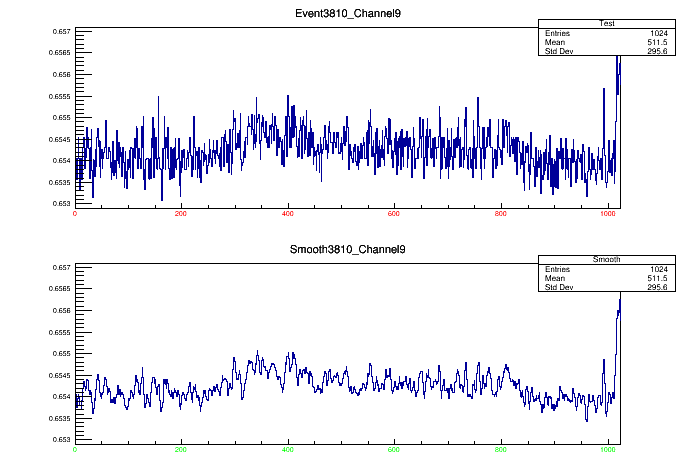 Event3810_Channel9
Test
Entries 1024
Mean 511.5
Std Dev 295.6
0.657
0.6565
0.656
0.6555
0.655
0.6545
0.654
0.6535
0.653
0 200 400 600 800 1000
Smooth3810_Channel9
Smooth
Entries 1024
Mean 511.5
Std Dev 295.6
0.657
0.6565
0.656
0.6555
0.655
0.6545
0.654
0.6535
0.653
0 200 400 600 800 1000